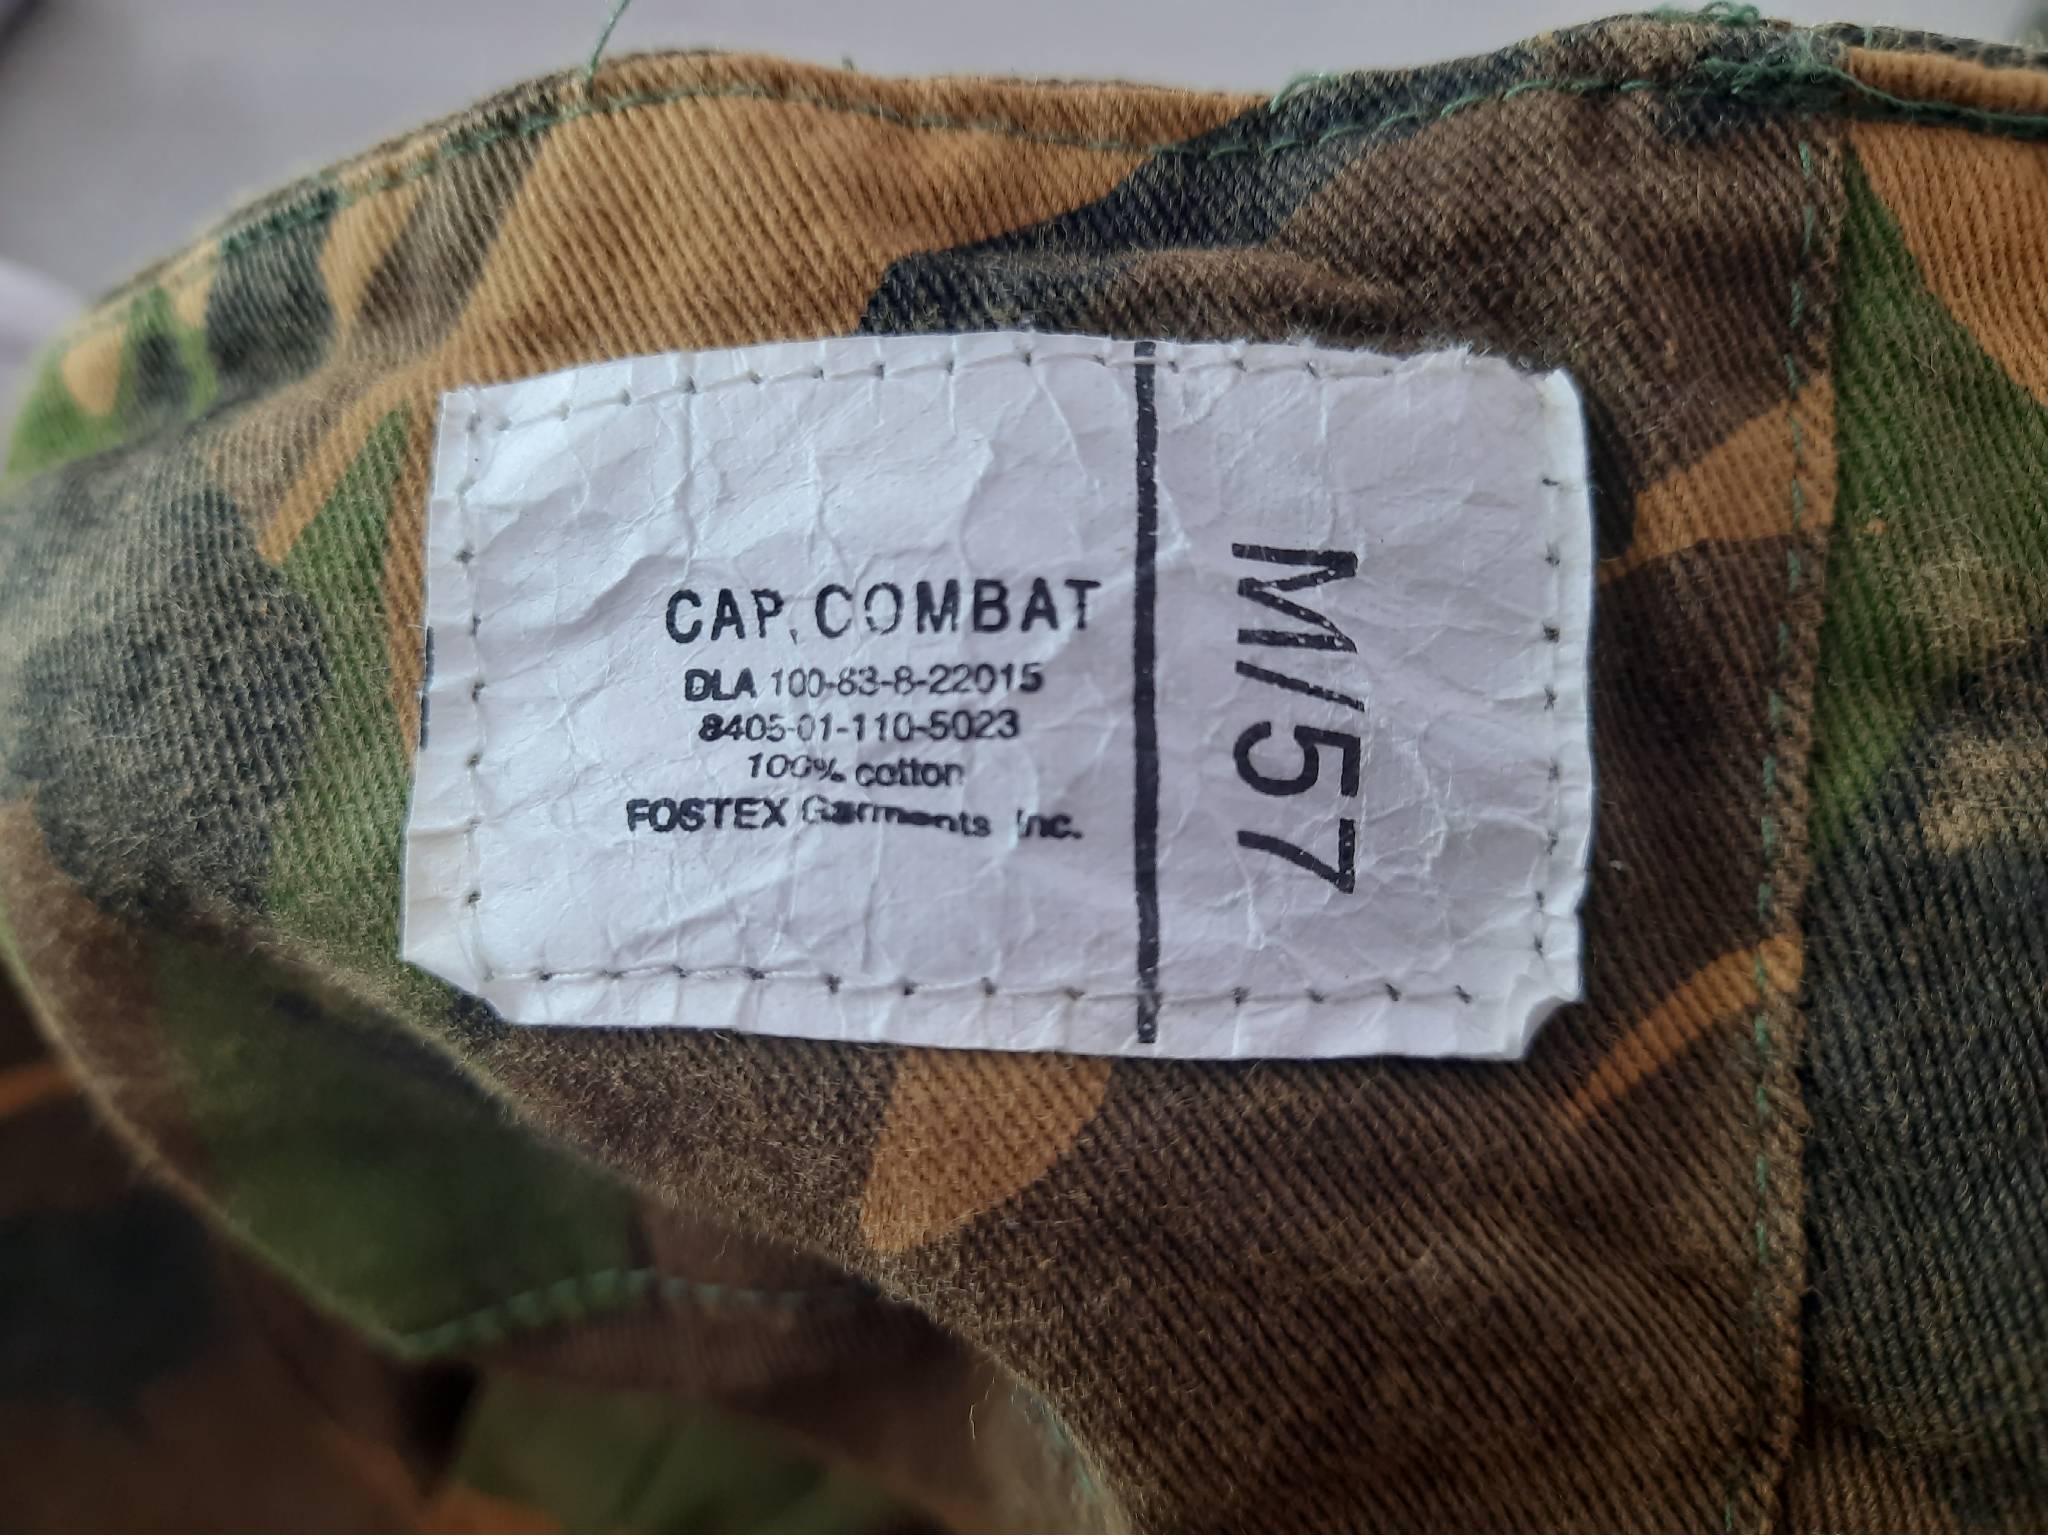 CAP, COMBAT
DLA 100-83-8-22015
8405-01-110-5023
100% cotton
FOSTEX Garments Inc.
M/57